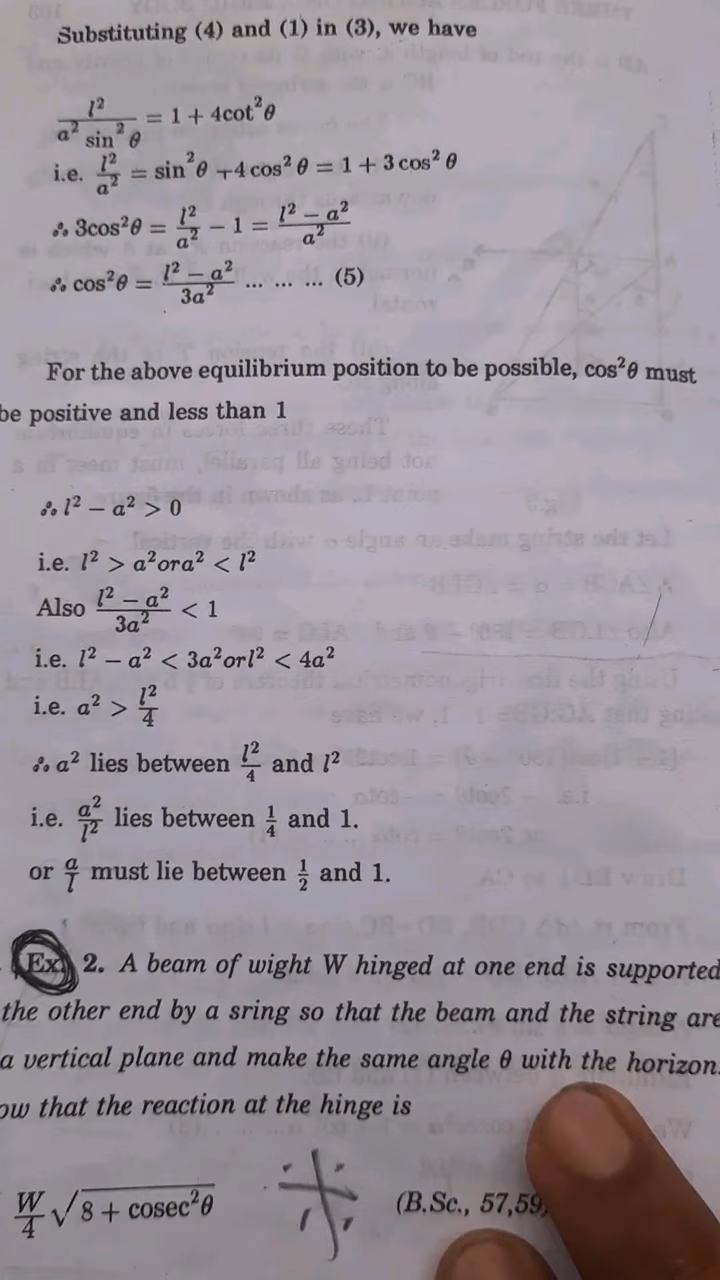 Substituting (4) and (1) in (3), we have
l²/(a² sin²θ) = 1 + 4cot²θ
i.e. l²/a² = sin²θ + 4 cos²θ = 1 + 3 cos²θ
∴ 3cos²θ = l²/a² − 1 = (l² − a²)/a²
∴ cos²θ = (l² − a²)/3a² ... ... ... (5)
For the above equilibrium position to be possible, cos²θ must
be positive and less than 1
∴ l² − a² > 0
i.e. l² > a²ora² < l²
Also (l² − a²)/3a² < 1
i.e. l² − a² < 3a²orl² < 4a²
i.e. a² > l²/4
∴ a² lies between l²/4 and l²
i.e. a²/l² lies between 1/4 and 1.
or a/l must lie between 1/2 and 1.
Ex. 2. A beam of wight W hinged at one end is supported
the other end by a sring so that the beam and the string are
a vertical plane and make the same angle θ with the horizon.
ow that the reaction at the hinge is
W/4 √(8 + cosec²θ) (B.Sc., 57,59,